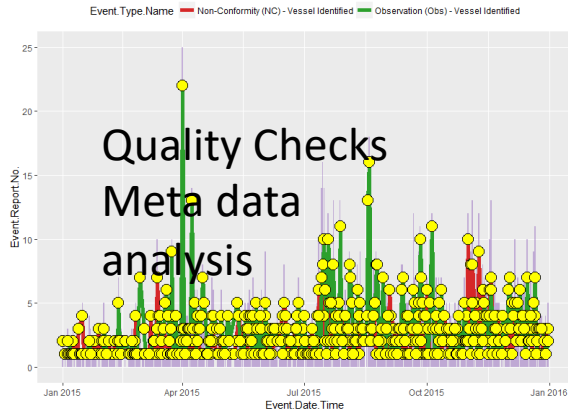 Event.Type.Name Non-Conformity (NC) - Vessel Identified Observation (Obs) - Vessel Identified
25
20
15
10
5
0
Event.Report.No.
Quality Checks
Meta data
analysis
Jan 2015 Apr 2015 Jul 2015 Oct 2015 Jan 2016
Event.Date.Time